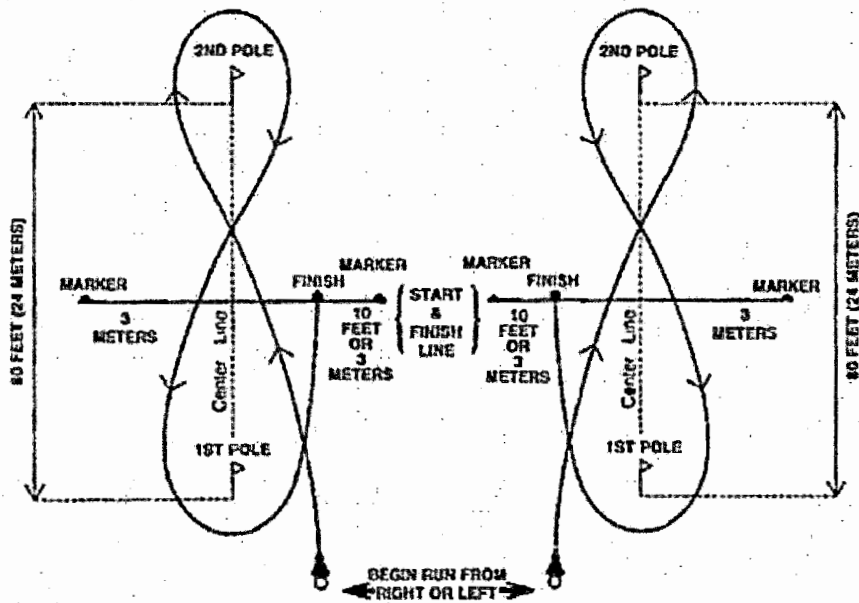 2ND POLE
2ND POLE
80 FEET (24 METERS)
80 FEET (24 METERS)
MARKER
3
METERS
FINISH
MARKER
10
FEET
OR
3
METERS
START
&
FINISH
LINE
MARKER
10
FEET
OR
3
METERS
FINISH
MARKER
3
METERS
Center Line
Center Line
1ST POLE
1ST POLE
BEGIN RUN FROM
RIGHT OR LEFT